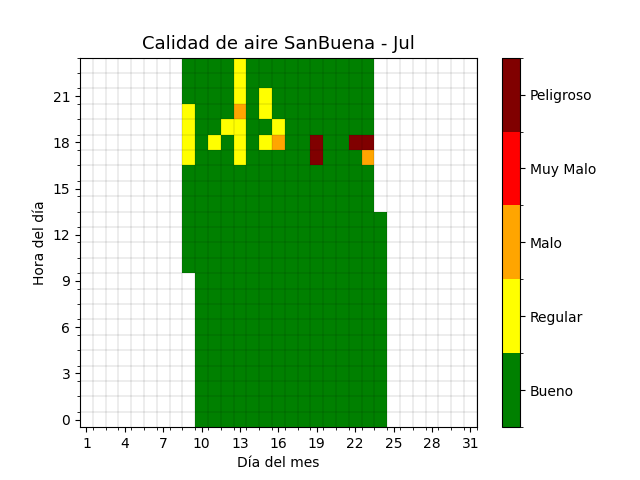 Calidad de aire SanBuena - Jul
Hora del día
21
18
15
12
9
6
3
0
1 4 7 10 13 16 19 22 25 28 31
Día del mes
Peligroso
Muy Malo
Malo
Regular
Bueno